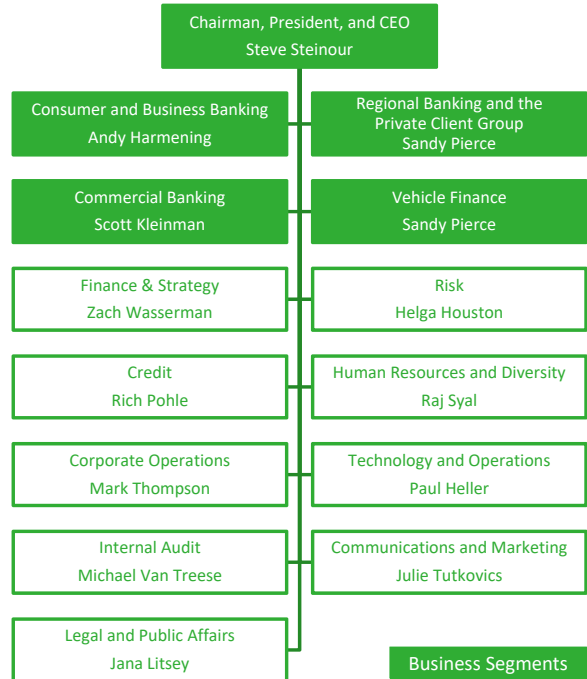 Chairman, President, and CEO
Steve Steinour
Consumer and Business Banking
Andy Harmening
Regional Banking and the
Private Client Group
Sandy Pierce
Commercial Banking
Scott Kleinman
Vehicle Finance
Sandy Pierce
Finance & Strategy
Zach Wasserman
Risk
Helga Houston
Credit
Rich Pohle
Human Resources and Diversity
Raj Syal
Corporate Operations
Mark Thompson
Technology and Operations
Paul Heller
Internal Audit
Michael Van Treese
Communications and Marketing
Julie Tutkovics
Legal and Public Affairs
Jana Litsey
Business Segments